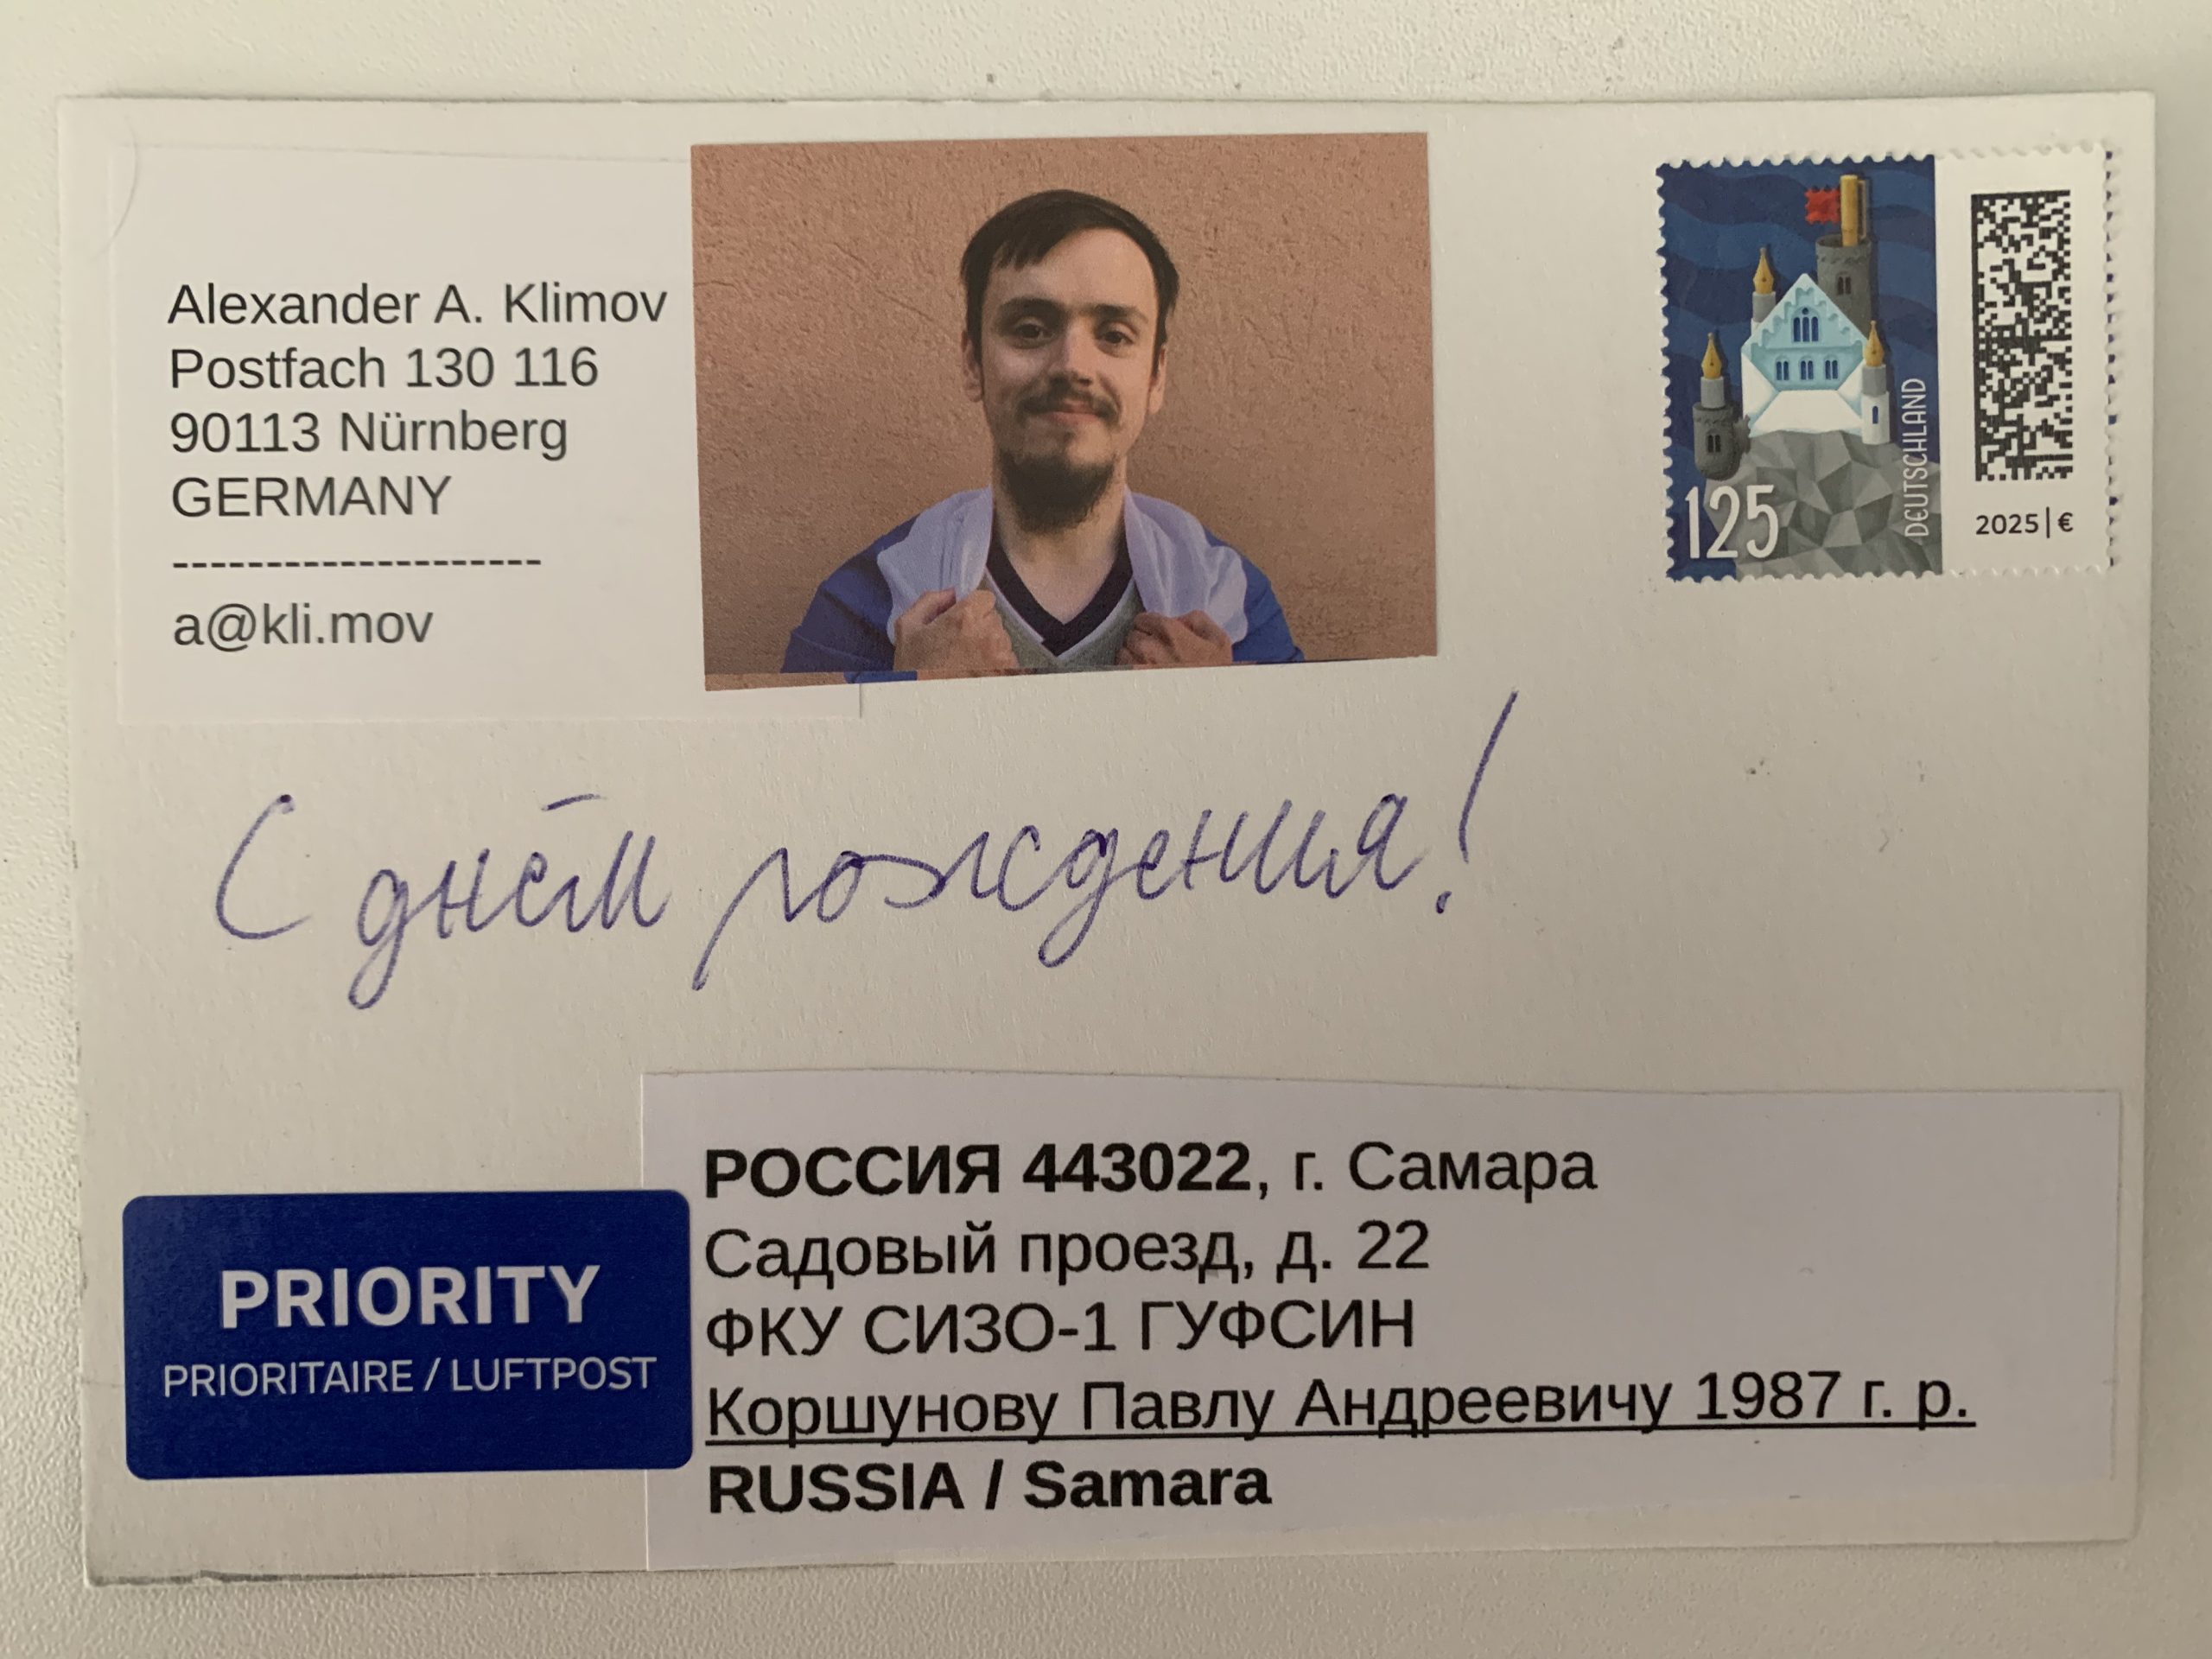 Alexander A. Klimov
Postfach 130 116
90113 Nürnberg
GERMANY
--------------------
a@kli.mov
DEUTSCHLAND
125
2025|€
С днём рождения!
PRIORITY
PRIORITAIRE / LUFTPOST
РОССИЯ 443022, г. Самара
Садовый проезд, д. 22
ФКУ СИЗО-1 ГУФСИН
Коршунову Павлу Андреевичу 1987 г. р.
RUSSIA / Samara